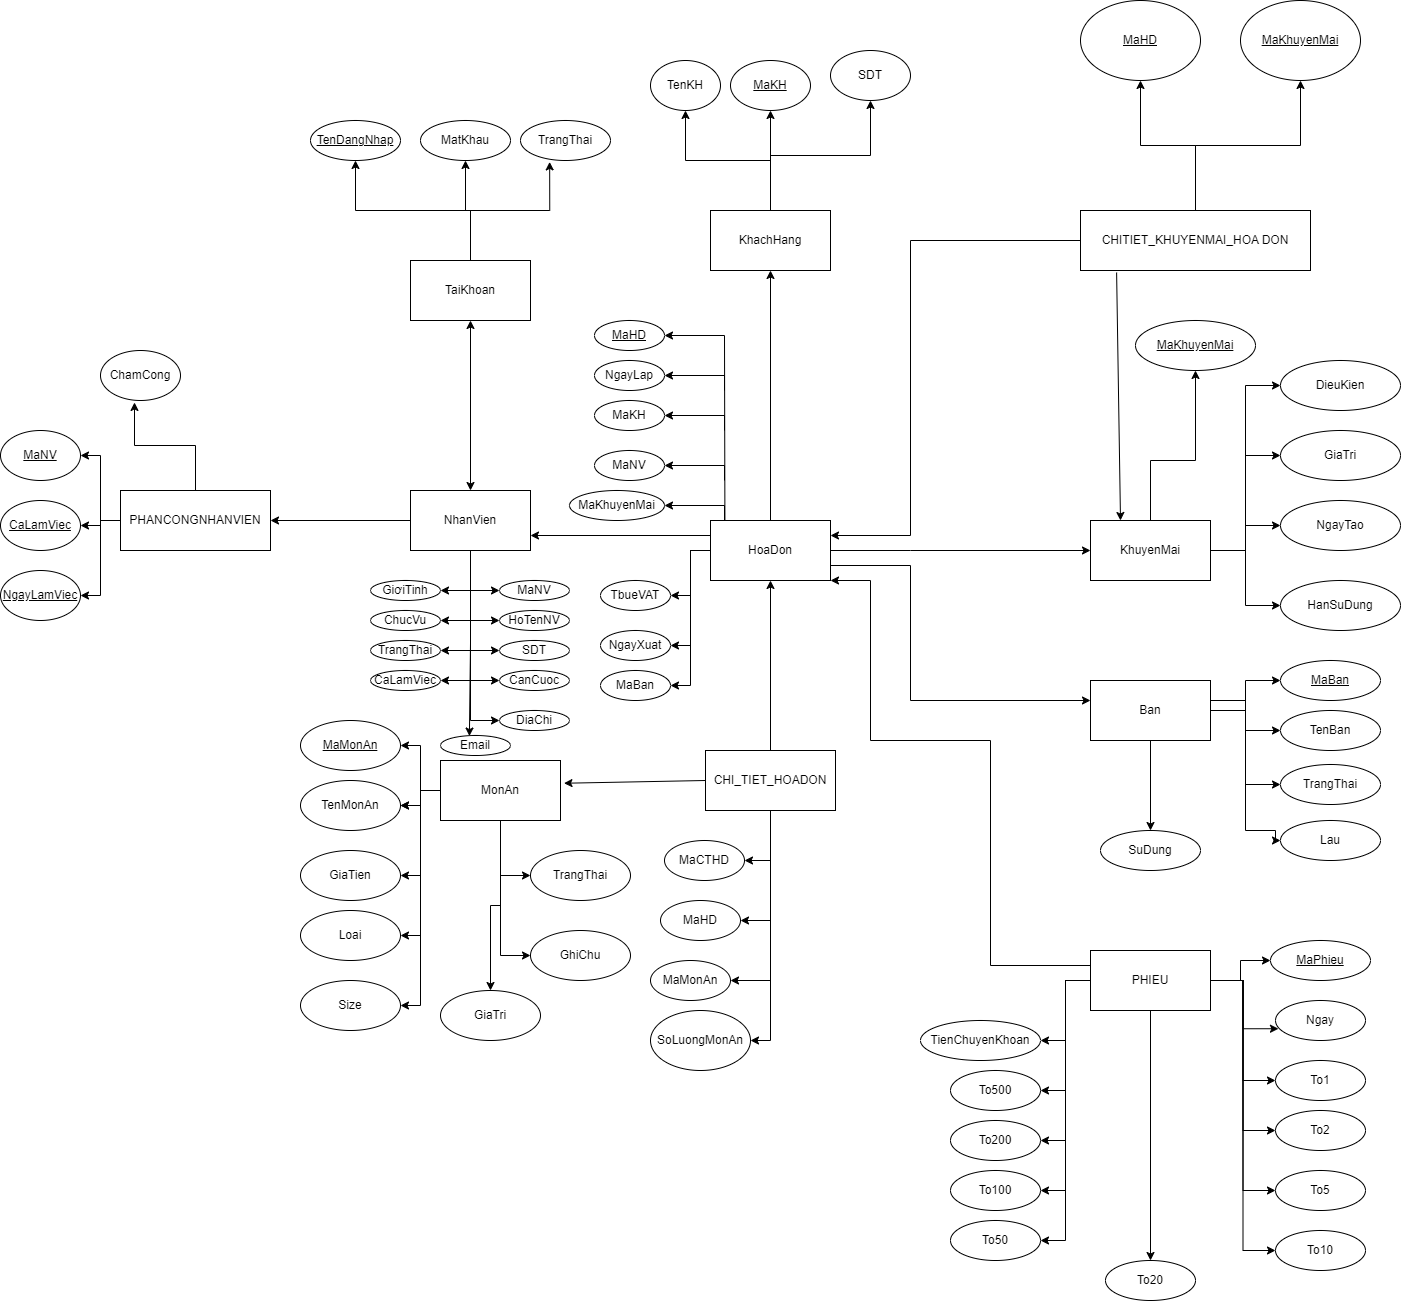 MaHD
MaKhuyenMai
TenKH
MaKH
SDT
TenDangNhap
MatKhau
TrangThai
KhachHang
CHITIET_KHUYENMAI_HOA DON
TaiKhoan
MaHD
MaKhuyenMai
ChamCong
NgayLap
DieuKien
MaKH
MaNV
MaNV
GiaTri
MaKhuyenMai
PHANCONGNHANVIEN
NhanVien
CaLamViec
NgayTao
HoaDon
KhuyenMai
GiơiTinh
MaNV
NgayLamViec
TbueVAT
HanSuDung
ChucVu
HoTenNV
TrangThai
SDT
NgayXuat
CaLamViec
CanCuoc
MaBan
MaBan
Ban
DiaChi
TenBan
Email
MaMonAn
MonAn
CHI_TIET_HOADON
TrangThai
TenMonAn
Lau
SuDung
MaCTHD
GiaTien
TrangThai
MaHD
Loai
GhiChu
MaPhieu
MaMonAn
PHIEU
Size
GiaTri
Ngay
SoLuongMonAn
TienChuyenKhoan
To1
To500
To2
To200
To5
To100
To50
To10
To20